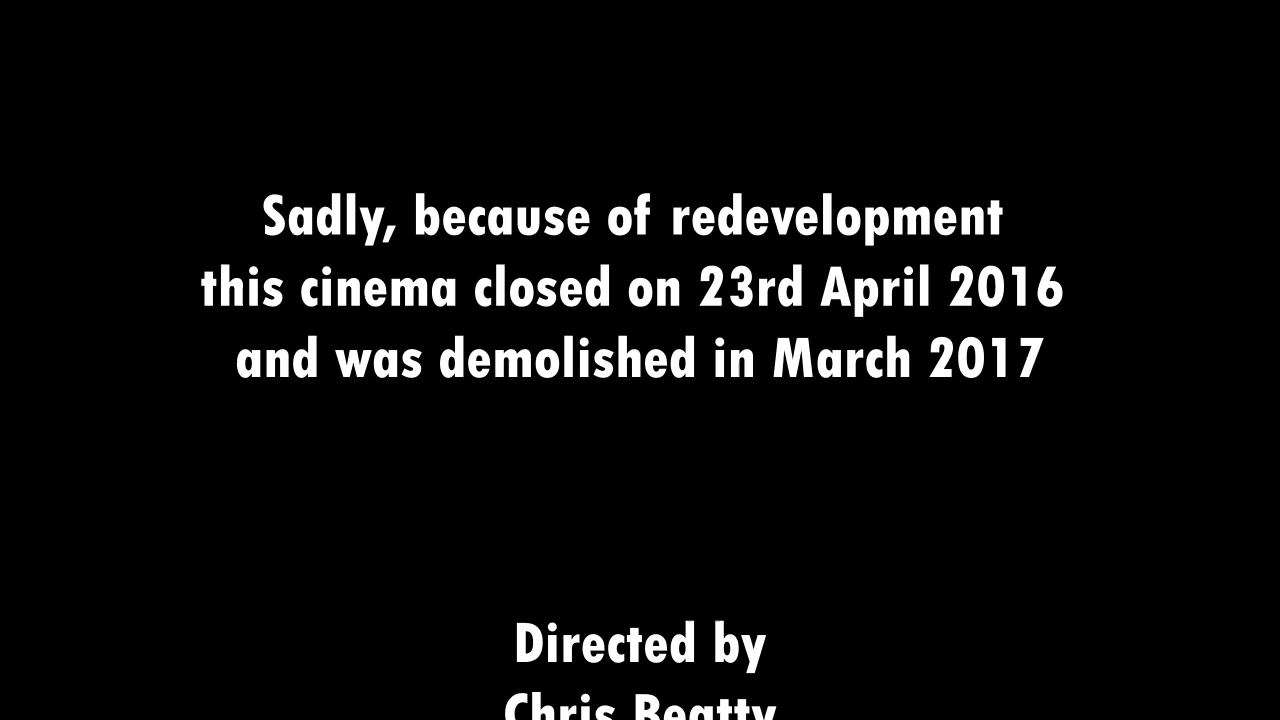 Sadly, because of redevelopment
this cinema closed on 23rd April 2016
and was demolished in March 2017
Directed by
Chris Beatty